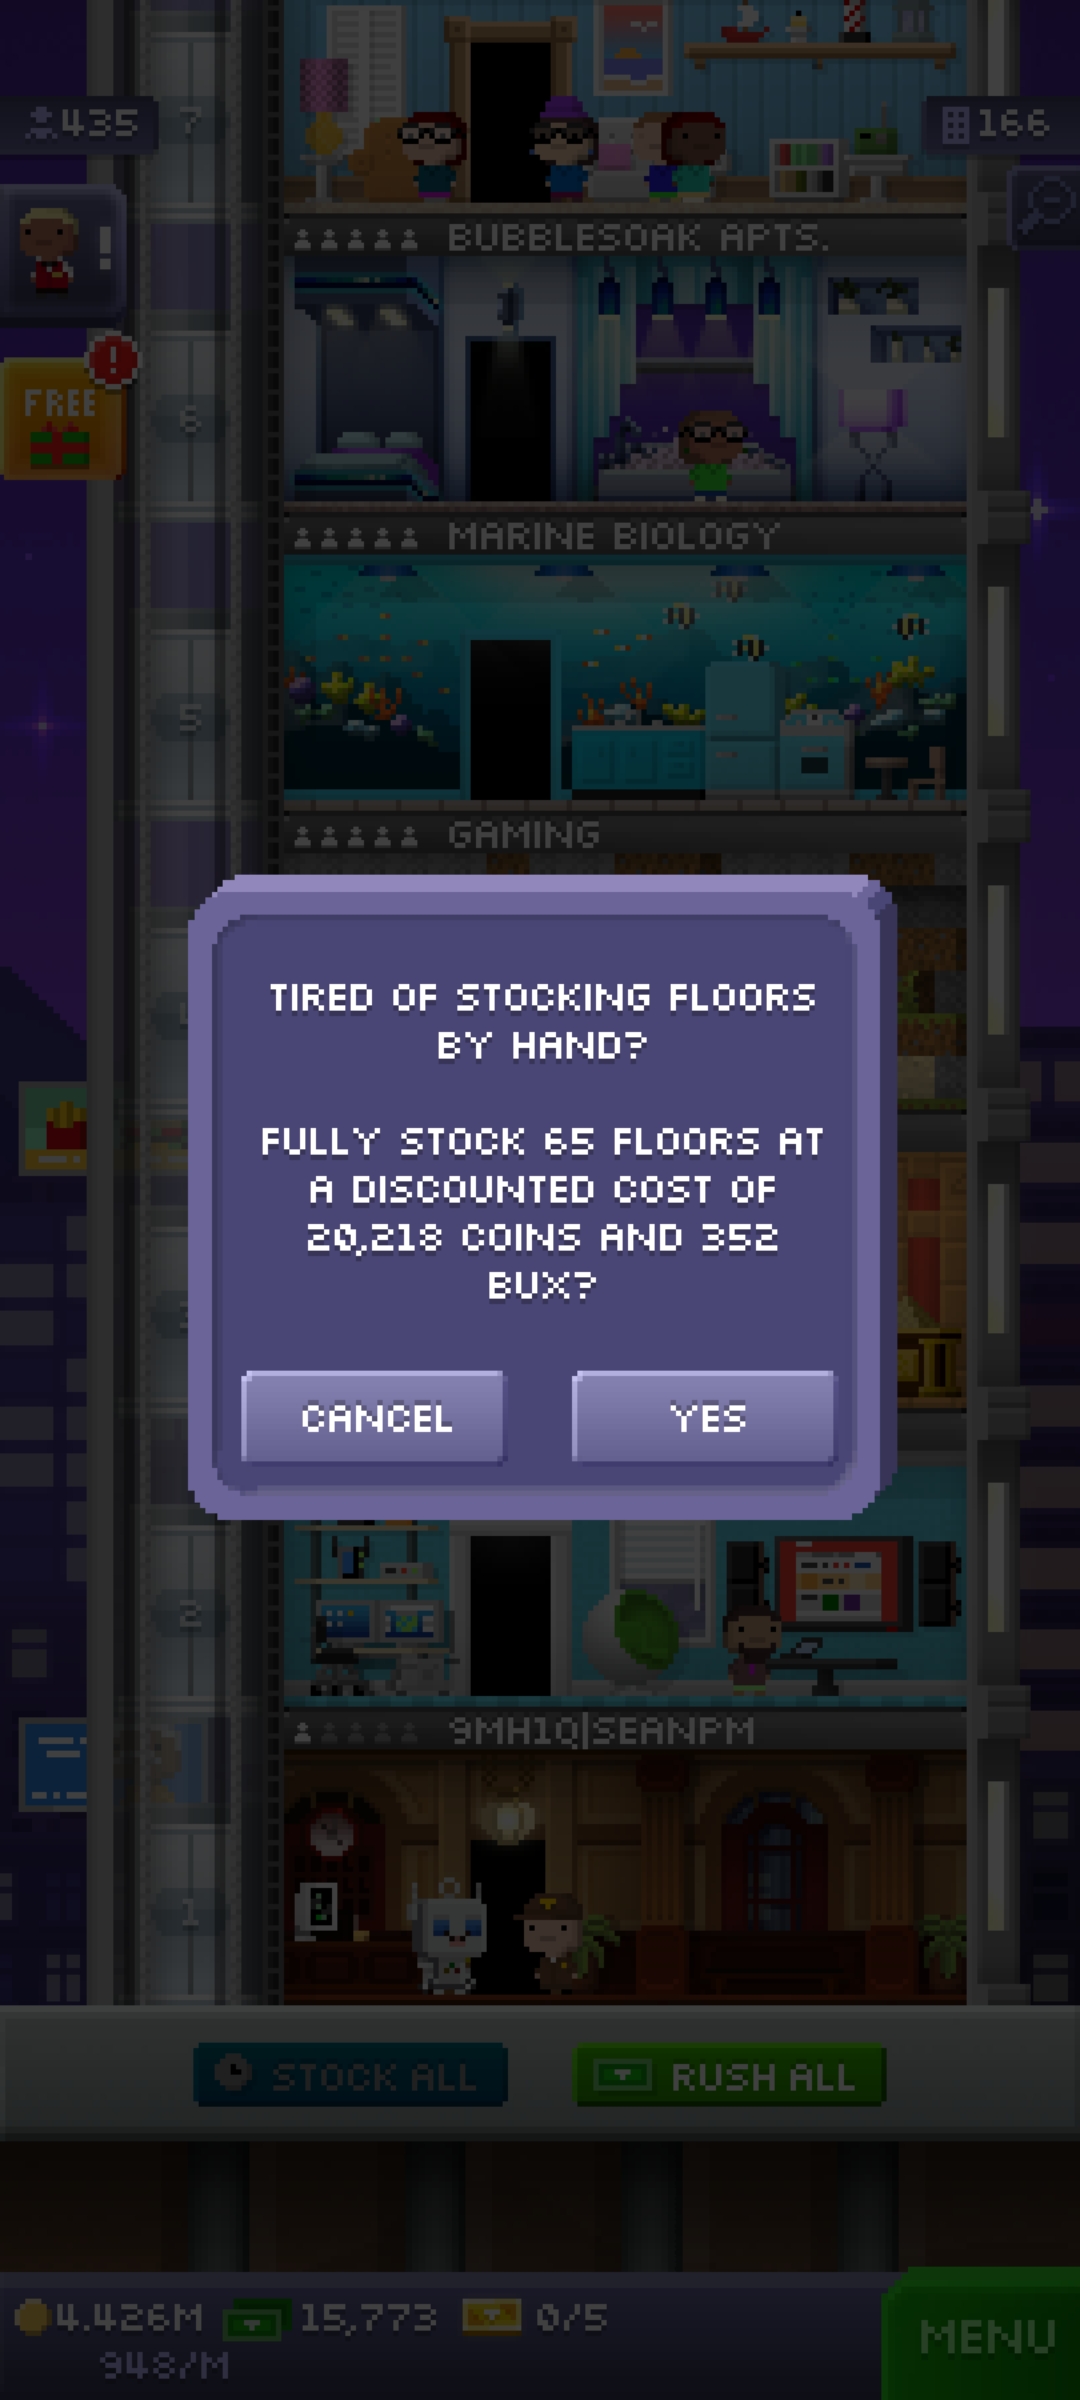 7
435
166
!
BUBBLESOAK APTS.
!
FREE
6
MARINE BIOLOGY
5
GAMING
TIRED OF STOCKING FLOORS
BY HAND?
FULLY STOCK 65 FLOORS AT
A DISCOUNTED COST OF
20,218 COINS AND 352
BUX?
CANCEL
YES
2
9MH1Q|SEANPM
1
STOCK ALL
RUSH ALL
4.426M
15,773
0/5
948/M
MENU